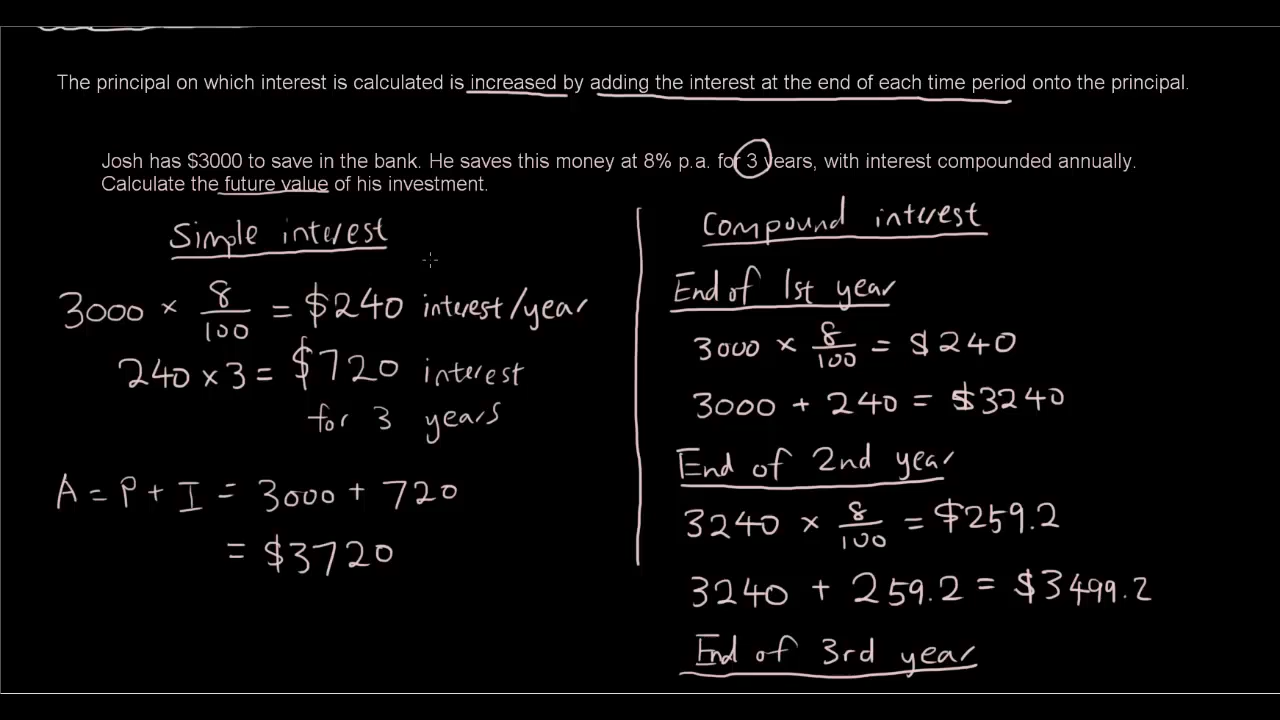 The principal on which interest is calculated is increased by adding the interest at the end of each time period onto the principal.
Josh has $3000 to save in the bank. He saves this money at 8% p.a. for 3 years, with interest compounded annually.
Calculate the future value of his investment.
Simple interest
3000 × 8/100 = $240 interest/year
240 × 3 = $720 interest
for 3 years
A = P + I = 3000 + 720
= $3720
Compound interest
End of 1st year
3000 × 8/100 = $240
3000 + 240 = $3240
End of 2nd year
3240 × 8/100 = $259.2
3240 + 259.2 = $3499.2
End of 3rd year